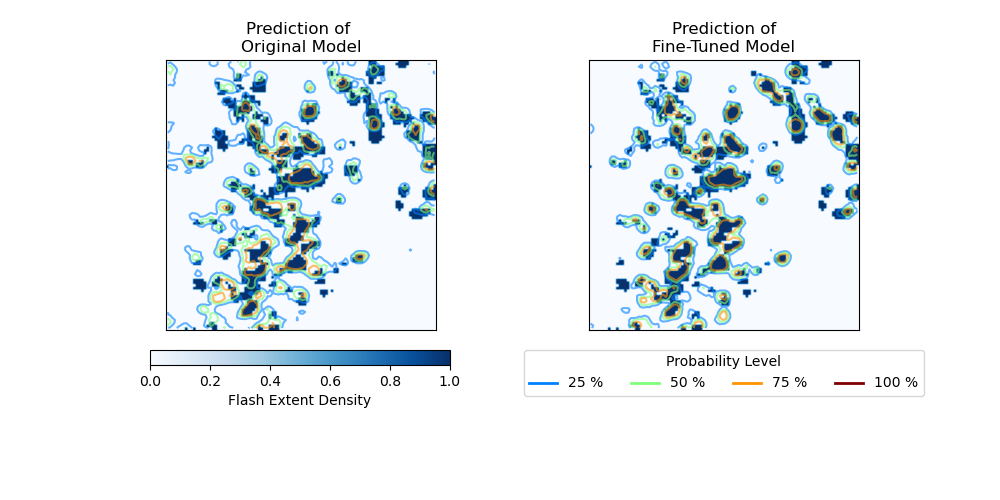 Prediction of
Original Model
Prediction of
Fine-Tuned Model
0.0 0.2 0.4 0.6 0.8 1.0
Flash Extent Density
Probability Level
25 % 50 % 75 % 100 %